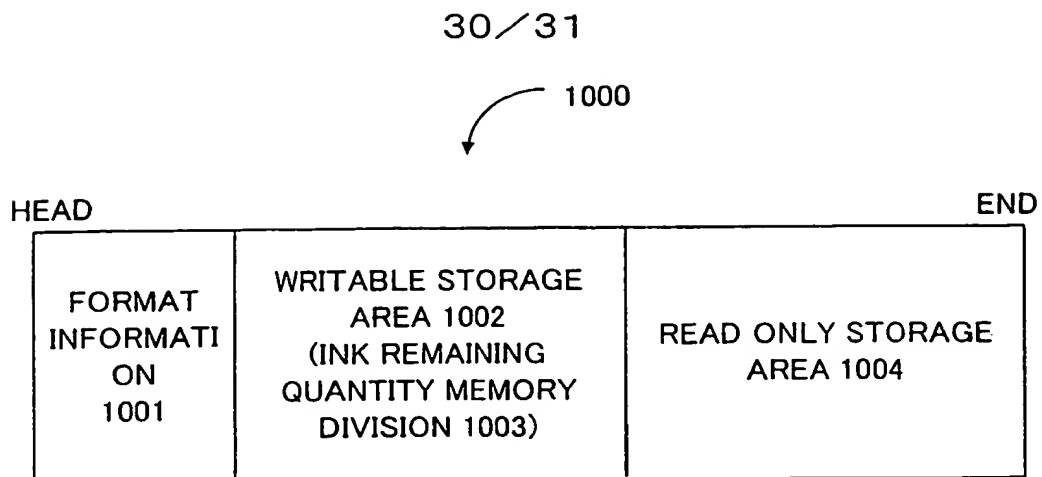 30/31
1000
HEAD
END
FORMAT
INFORMATI
ON
1001
WRITABLE STORAGE
AREA 1002
(INK REMAINING
QUANTITY MEMORY
DIVISION 1003)
READ ONLY STORAGE
AREA 1004